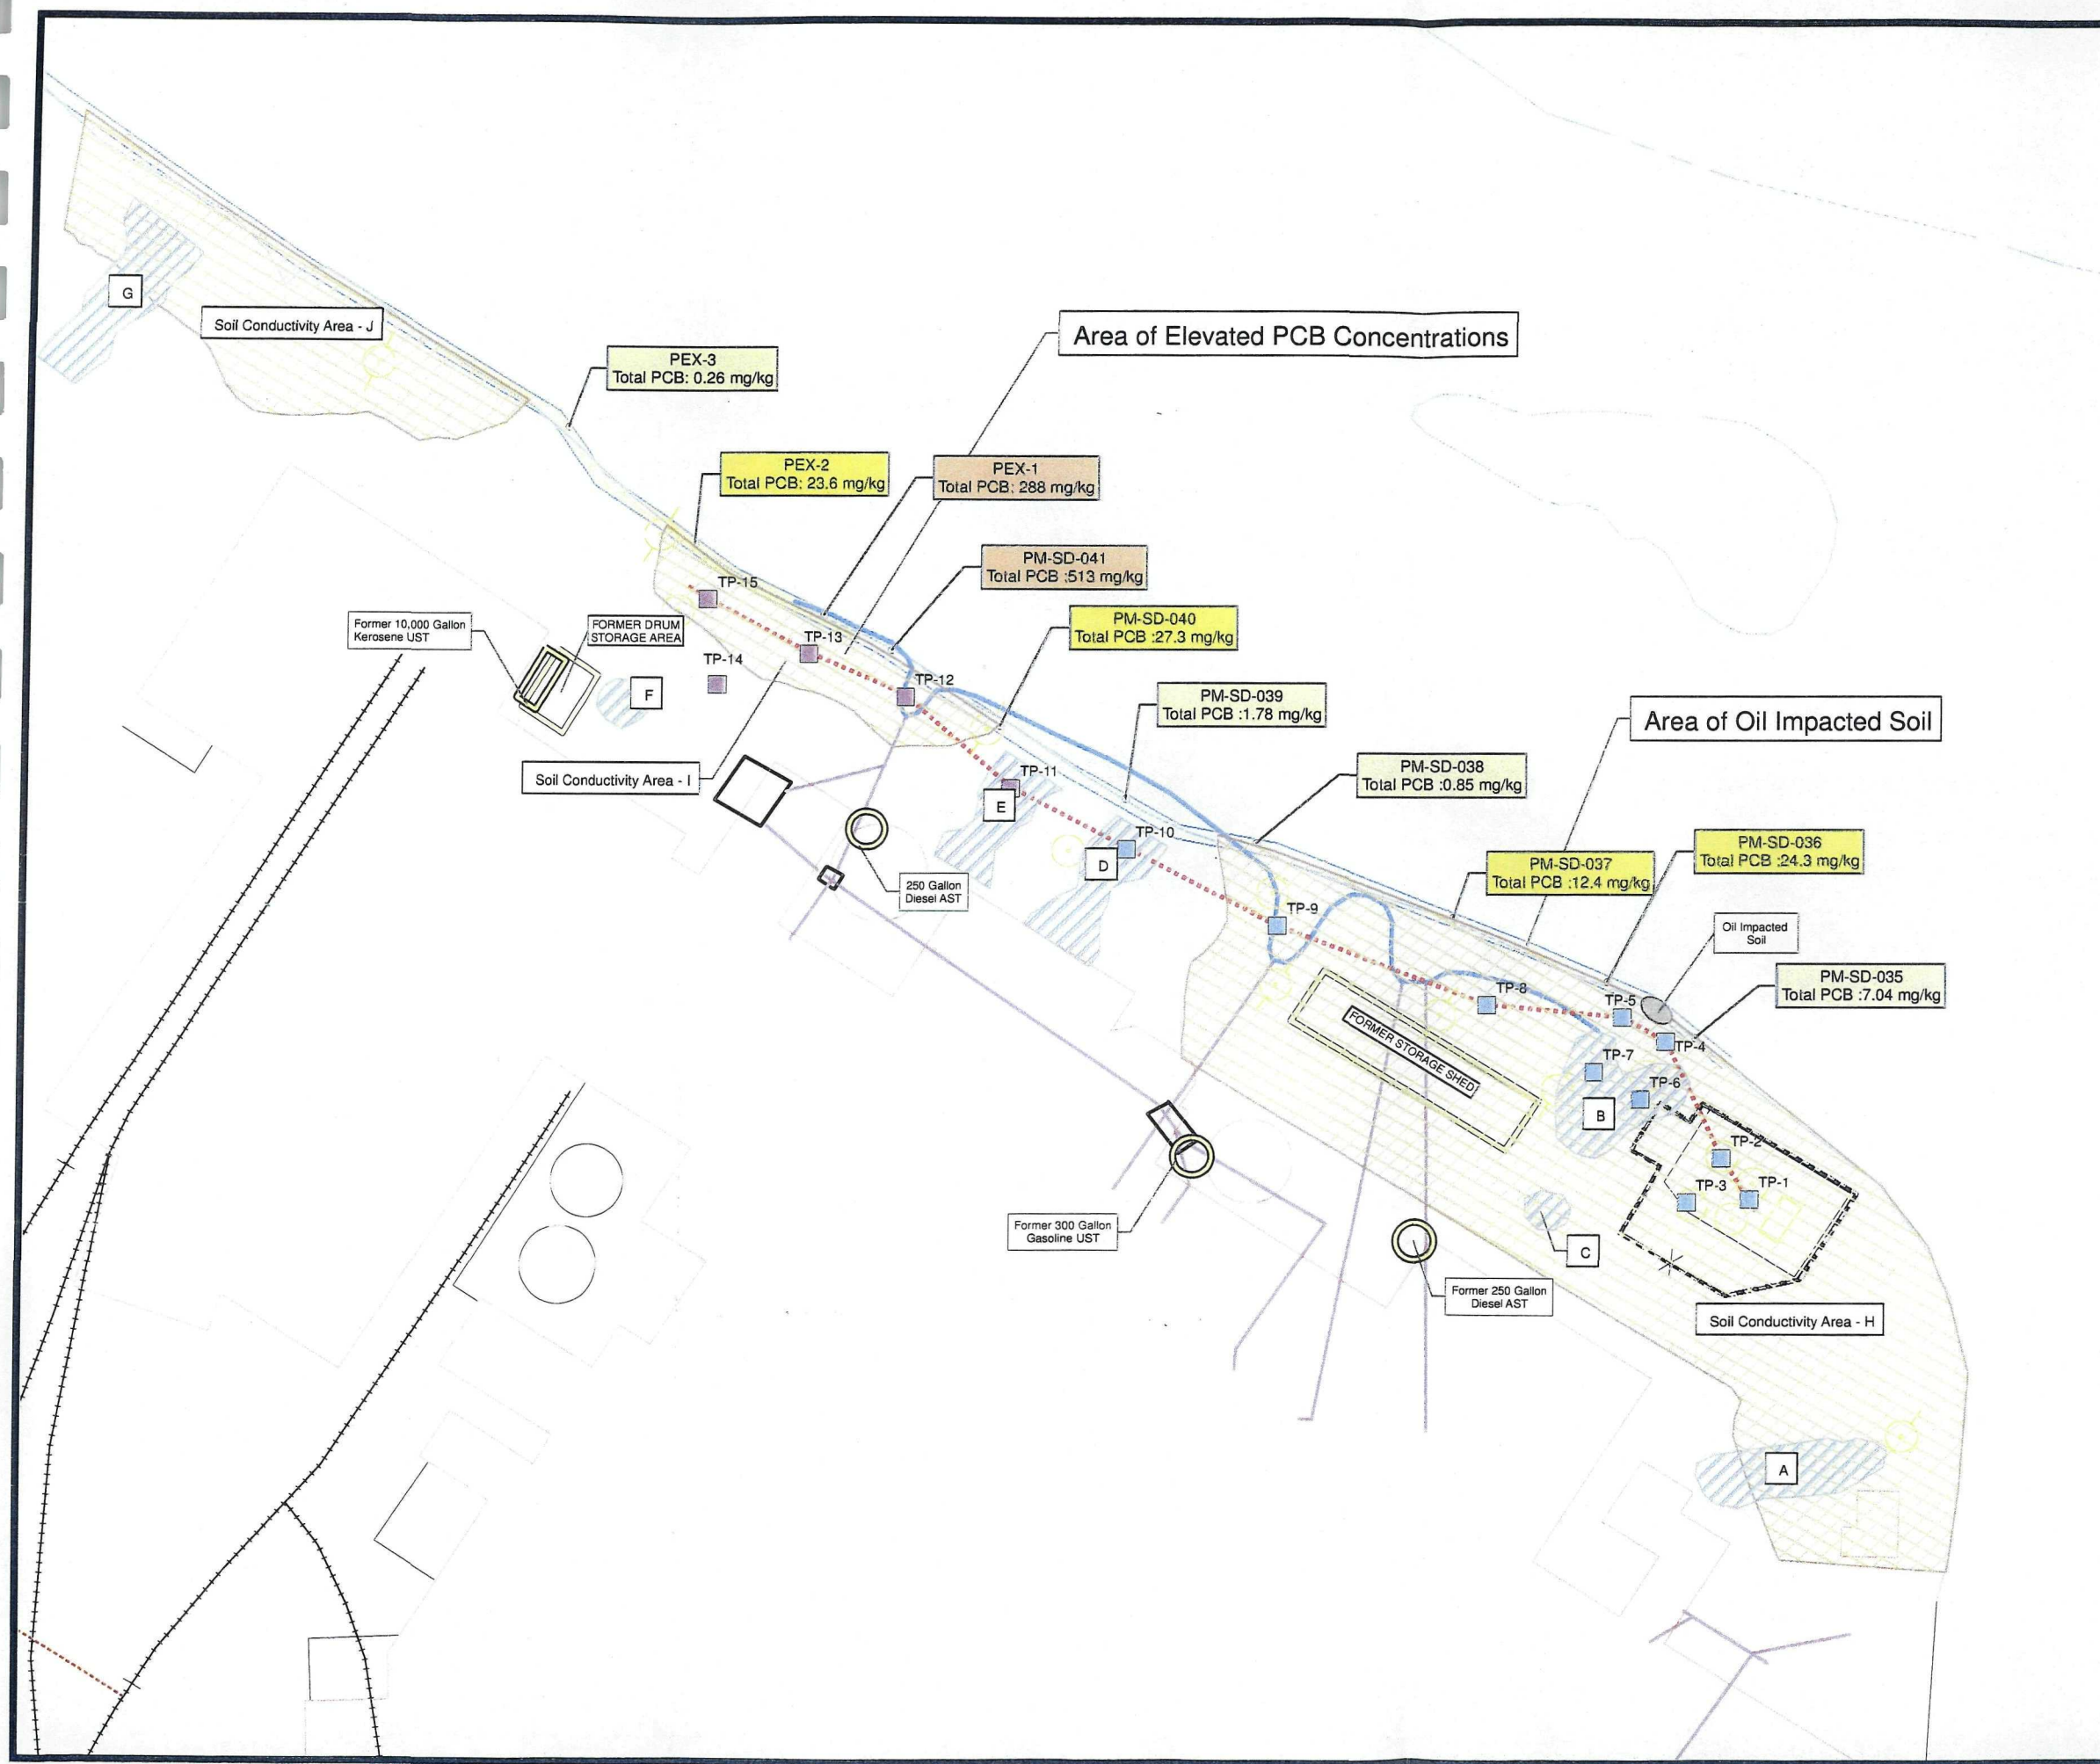 G
Soil Conductivity Area - J
Area of Elevated PCB Concentrations
PEX-3
Total PCB: 0.26 mg/kg
PEX-2
Total PCB: 23.6 mg/kg
PEX-1
Total PCB: 288 mg/kg
PM-SD-041
Total PCB :513 mg/kg
TP-15
PM-SD-040
Total PCB :27.3 mg/kg
Former 10,000 Gallon
Kerosene UST
FORMER DRUM
STORAGE AREA
TP-13
TP-14
F
TP-12
PM-SD-039
Total PCB :1.78 mg/kg
Area of Oil Impacted Soil
Soil Conductivity Area - I
TP-11
E
PM-SD-038
Total PCB :0.85 mg/kg
TP-10
D
PM-SD-037
Total PCB :12.4 mg/kg
PM-SD-036
Total PCB :24.3 mg/kg
250 Gallon
Diesel AST
TP-9
Oil Impacted
Soil
PM-SD-035
Total PCB :7.04 mg/kg
TP-8
TP-5
FORMER STORAGE SHED
TP-4
TP-7
TP-6
B
TP-2
TP-3
TP-1
Former 300 Gallon
Gasoline UST
C
Former 250 Gallon
Diesel AST
Soil Conductivity Area - H
A